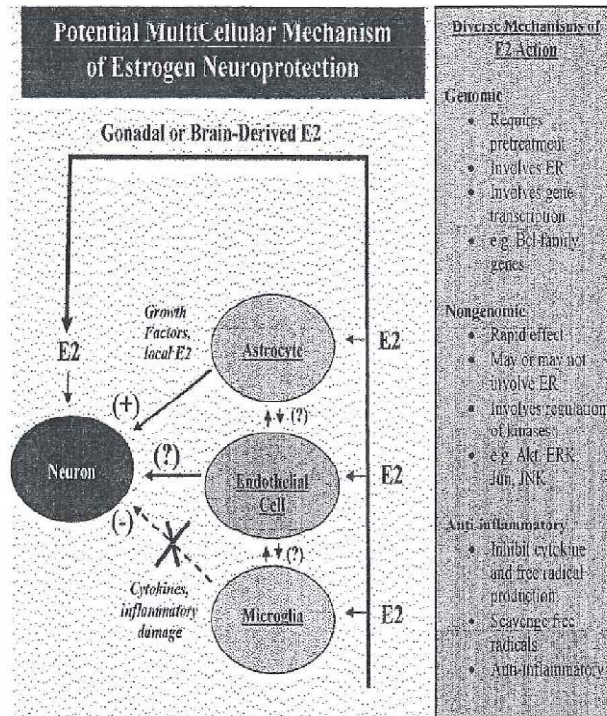 Potential MultiCellular Mechanism
of Estrogen Neuroprotection
Gonadal or Brain-Derived E2
E2
Growth
Factors,
local E2
Astrocyte
E2
(+)
(?)
Neuron
(?)
Endothelial
Cell
E2
(-)
(?)
Cytokines,
inflammatory
damage
Microglia
E2
Diverse Mechanisms of
E2 Action
Genomic
• Requires
pretreatment
• Involves ER
• Involves gene
transcription
• e.g. Bcl-family
genes
Nongenomic
• Rapid effect
• May or may not
involve ER
• Involves regulation
of kinases
• e.g. Akt, ERK,
Jun, JNK
Anti-inflammatory
• Inhibit cytokine
and free radical
production
• Scavenge free
radicals
• Anti-inflammatory